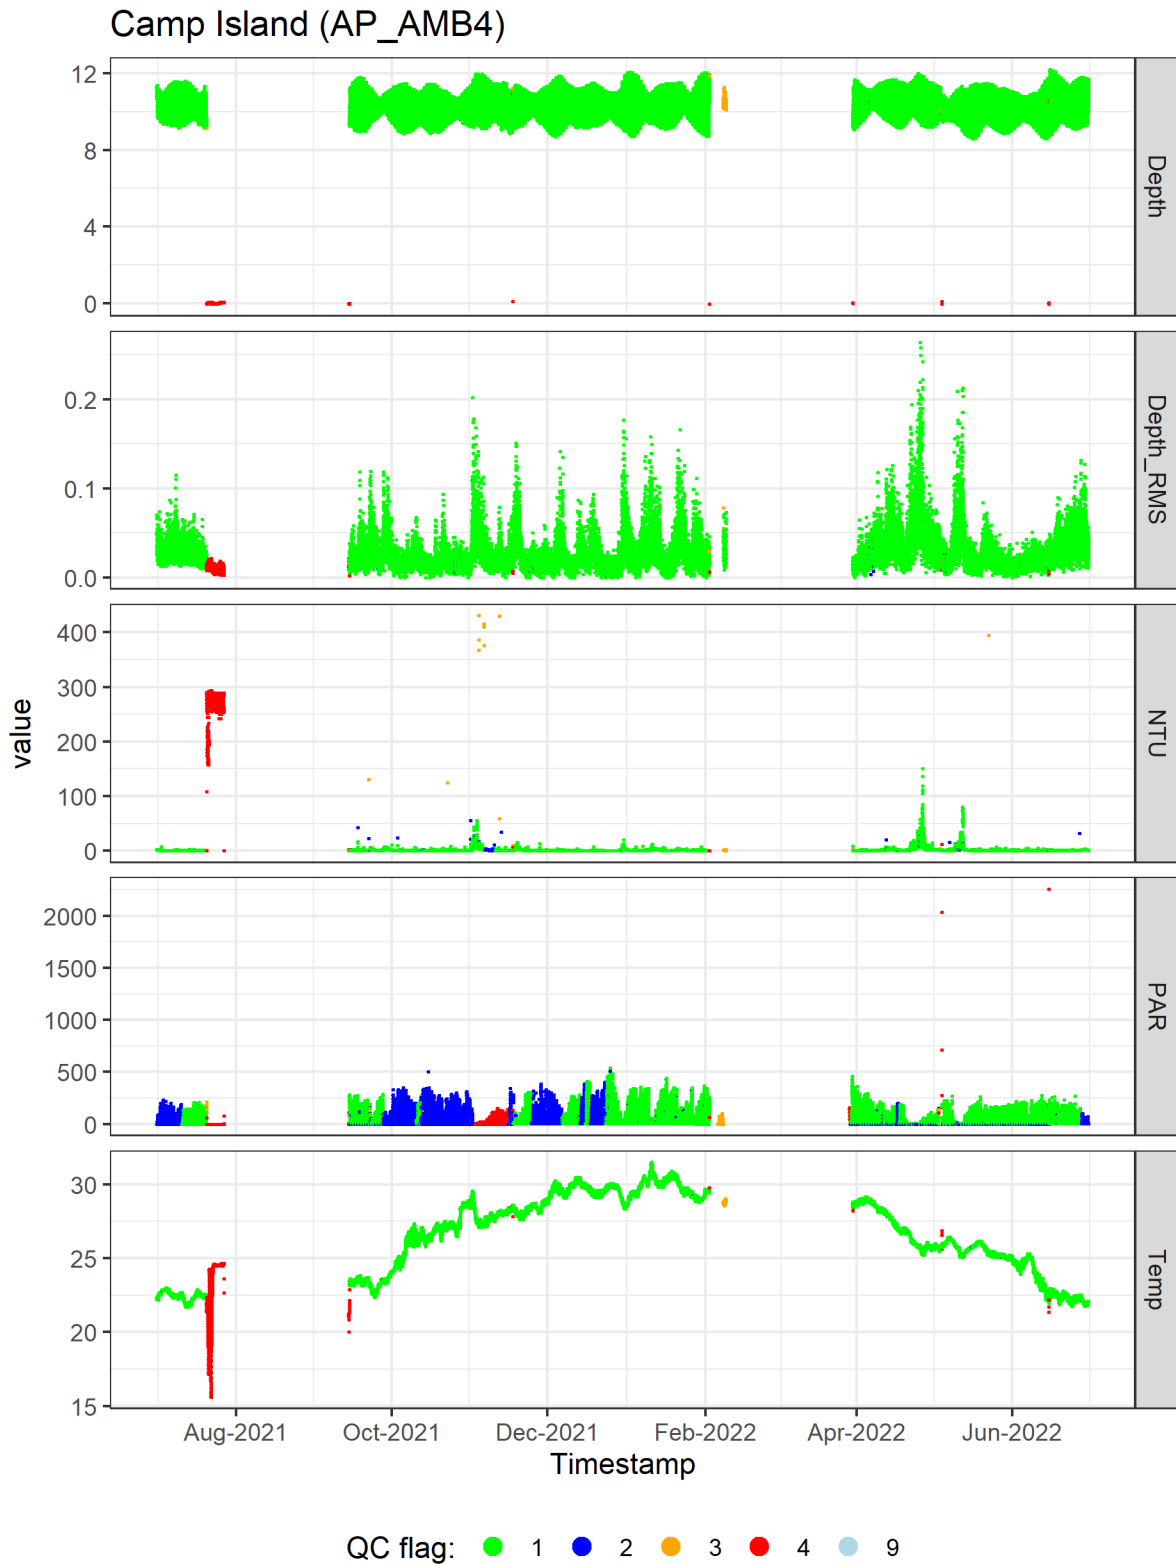 Camp Island (AP_AMB4)
12
8
4
0
Depth
0.2
0.1
0.0
Depth_RMS
400
300
200
100
0
NTU
value
2000
1500
1000
500
0
PAR
30
25
20
15
Temp
Aug-2021 Oct-2021 Dec-2021 Feb-2022 Apr-2022 Jun-2022
Timestamp
QC flag: 1 2 3 4 9